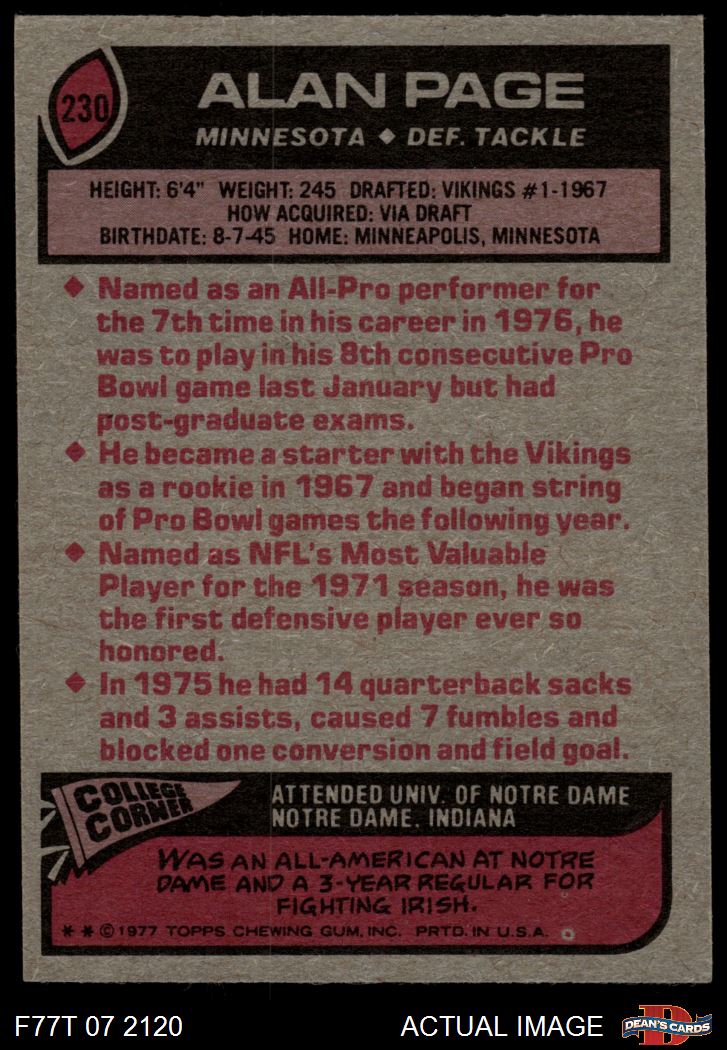 230
ALAN PAGE
MINNESOTA ◆ DEF. TACKLE
HEIGHT: 6'4" WEIGHT: 245 DRAFTED: VIKINGS #1-1967
HOW ACQUIRED: VIA DRAFT
BIRTHDATE: 8-7-45 HOME: MINNEAPOLIS, MINNESOTA
◆ Named as an All-Pro performer for
the 7th time in his career in 1976, he
was to play in his 8th consecutive Pro
Bowl game last January but had
post-graduate exams.
◆ He became a starter with the Vikings
as a rookie in 1967 and began string
of Pro Bowl games the following year.
◆ Named as NFL's Most Valuable
Player for the 1971 season, he was
the first defensive player ever so
honored.
◆ In 1975 he had 14 quarterback sacks
and 3 assists, caused 7 fumbles and
blocked one conversion and field goal.
COLLEGE
CORNER
ATTENDED UNIV. OF NOTRE DAME
NOTRE DAME, INDIANA
WAS AN ALL-AMERICAN AT NOTRE
DAME AND A 3-YEAR REGULAR FOR
FIGHTING IRISH.
* * © 1977 TOPPS CHEWING GUM, INC. PRTD. IN U.S.A.
F77T 07 2120
ACTUAL IMAGE
D
DEAN'S CARDS